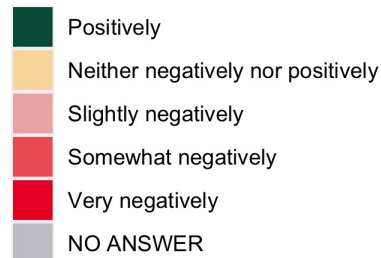 Positively
Neither negatively nor positively
Slightly negatively
Somewhat negatively
Very negatively
NO ANSWER